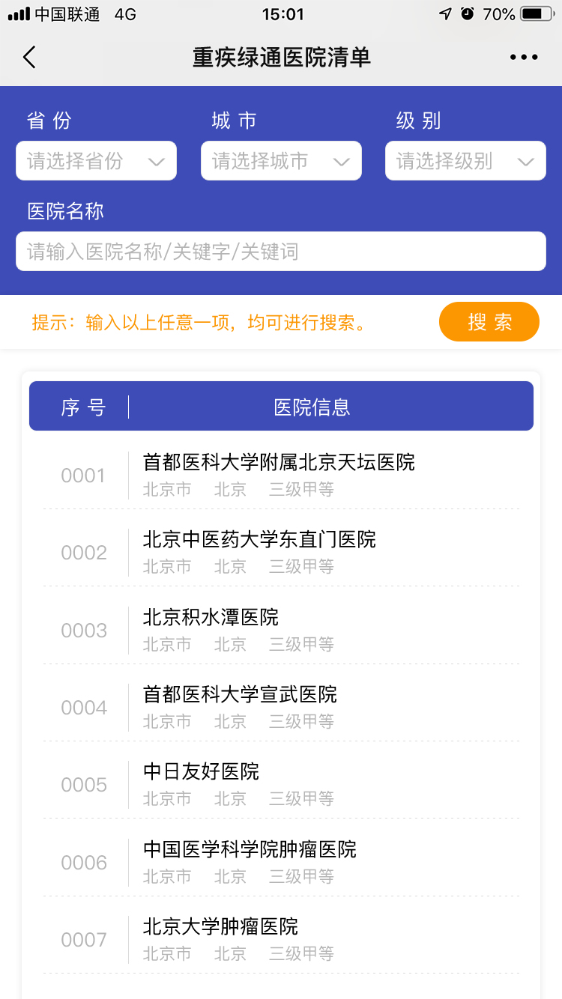 中国联通 4G 15:01 70%
重疾绿通医院清单
省 份 城 市 级 别
请选择省份 请选择城市 请选择级别
医院名称
请输入医院名称/关键字/关键词
提示：输入以上任意一项，均可进行搜索。 搜 索
序 号 医院信息
0001 首都医科大学附属北京天坛医院
北京市 北京 三级甲等
0002 北京中医药大学东直门医院
北京市 北京 三级甲等
0003 北京积水潭医院
北京市 北京 三级甲等
0004 首都医科大学宣武医院
北京市 北京 三级甲等
0005 中日友好医院
北京市 北京 三级甲等
0006 中国医学科学院肿瘤医院
北京市 北京 三级甲等
0007 北京大学肿瘤医院
北京市 北京 三级甲等